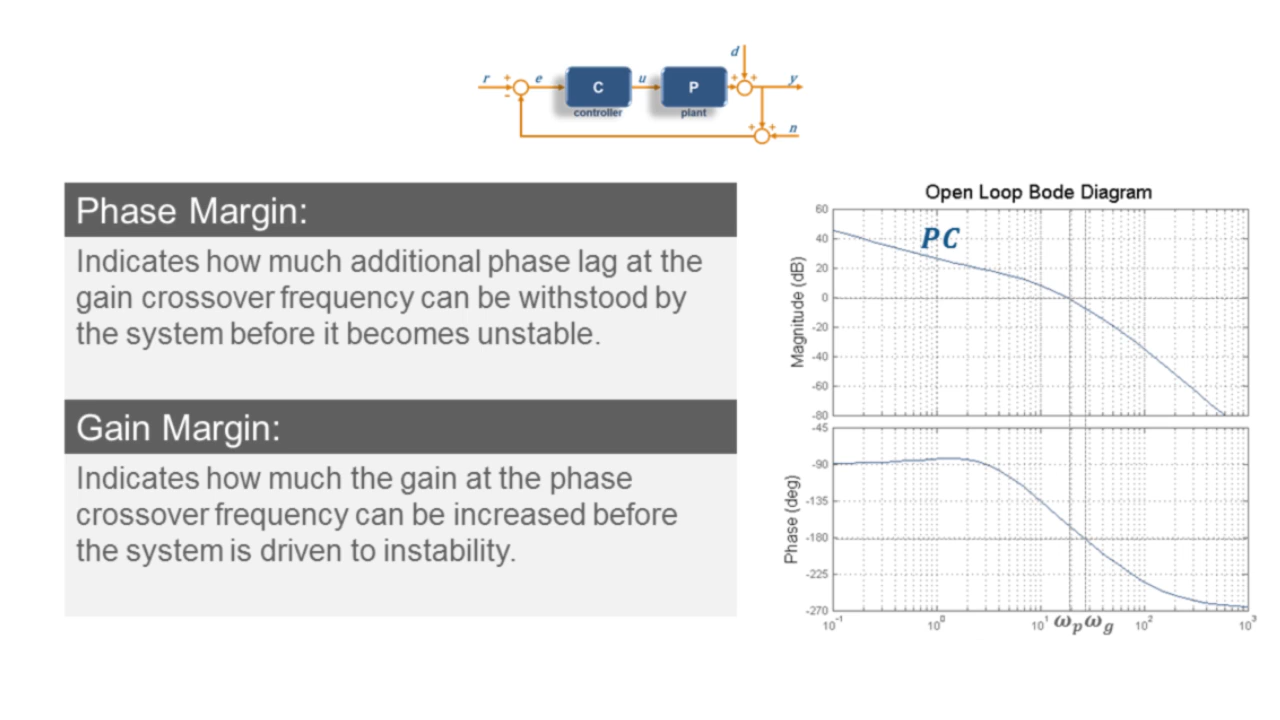 d
r + e C u P + + y
-
controller plant
+ + n
Phase Margin:
Indicates how much additional phase lag at the
gain crossover frequency can be withstood by
the system before it becomes unstable.
Gain Margin:
Indicates how much the gain at the phase
crossover frequency can be increased before
the system is driven to instability.
Open Loop Bode Diagram
PC
Magnitude (dB)
60
40
20
0
-20
-40
-60
-80
Phase (deg)
-45
-90
-135
-180
-225
-270
10⁻¹ 10⁰ 10¹ ωₚ ω_g 10² 10³